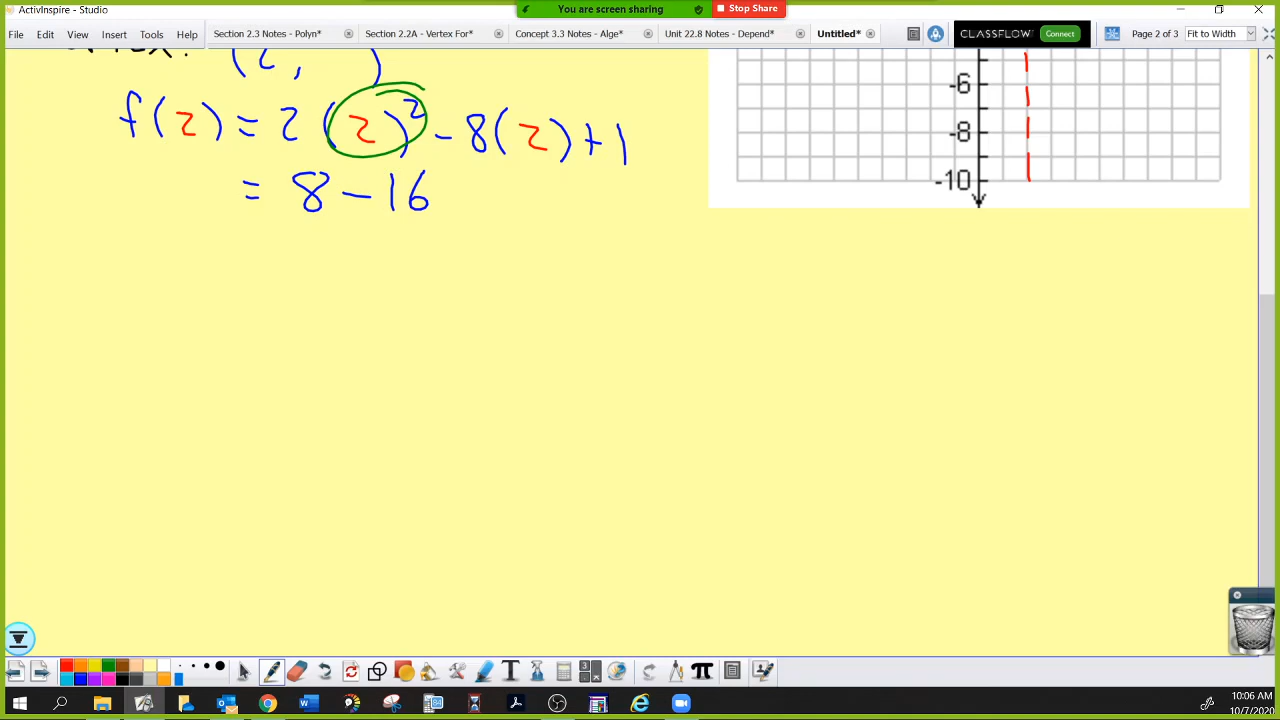 ActivInspire - Studio
You are screen sharing Stop Share
File Edit View Insert Tools Help Section 2.3 Notes - Polyn* Section 2.2A - Vertex For* Concept 3.3 Notes - Alge* Unit 22.8 Notes - Depend* Untitled* CLASSFLOW Connect Page 2 of 3 Fit to Width
(2, )
f(2) = 2(2)² - 8(2) + 1
= 8 - 16
-6
-8
-10
10:06 AM
10/7/2020